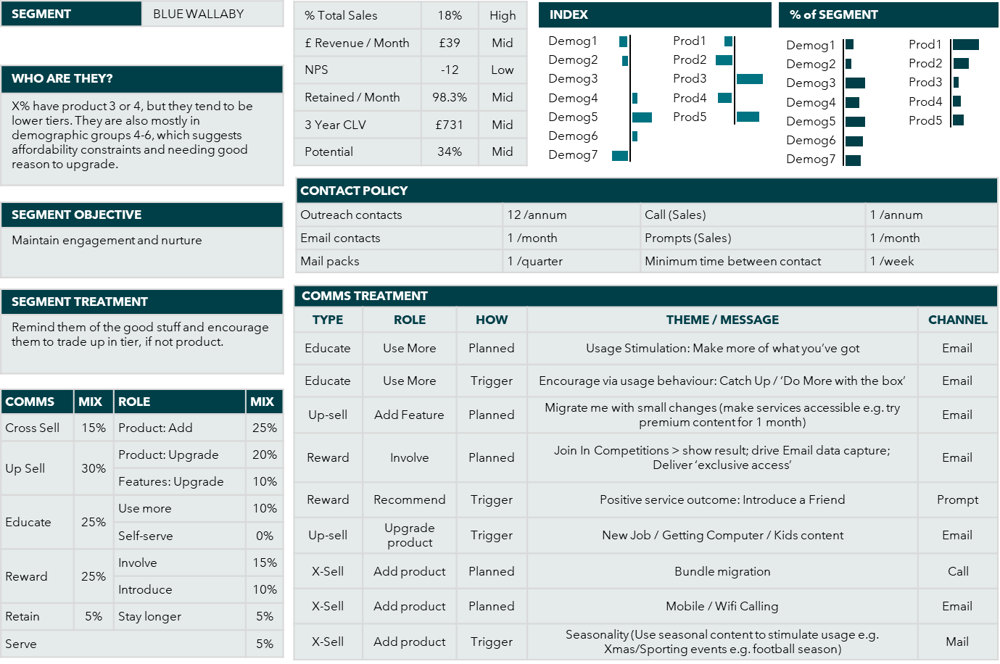 SEGMENT BLUE WALLABY
WHO ARE THEY?
X% have product 3 or 4, but they tend to be
lower tiers. They are also mostly in
demographic groups 4-6, which suggests
affordability constraints and needing good
reason to upgrade.
SEGMENT OBJECTIVE
Maintain engagement and nurture
SEGMENT TREATMENT
Remind them of the good stuff and encourage
them to trade up in tier, if not product.
COMMS MIX ROLE MIX
Cross Sell 15% Product: Add 25%
Up Sell 30% Product: Upgrade 20%
Features: Upgrade 10%
Educate 25% Use more 10%
Self-serve 0%
Reward 25% Involve 15%
Introduce 10%
Retain 5% Stay longer 5%
Serve 5%
% Total Sales 18% High
£ Revenue / Month £39 Mid
NPS -12 Low
Retained / Month 98.3% Mid
3 Year CLV £731 Mid
Potential 34% Mid
INDEX
Demog1 Prod1
Demog2 Prod2
Demog3 Prod3
Demog4 Prod4
Demog5 Prod5
Demog6
Demog7
% of SEGMENT
Demog1 Prod1
Demog2 Prod2
Demog3 Prod3
Demog4 Prod4
Demog5 Prod5
Demog6
Demog7
CONTACT POLICY
Outreach contacts 12 /annum Call (Sales) 1 /annum
Email contacts 1 /month Prompts (Sales) 1 /month
Mail packs 1 /quarter Minimum time between contact 1 /week
COMMS TREATMENT
TYPE ROLE HOW THEME / MESSAGE CHANNEL
Educate Use More Planned Usage Stimulation: Make more of what you've got Email
Educate Use More Trigger Encourage via usage behaviour: Catch Up / 'Do More with the box' Email
Up-sell Add Feature Planned Migrate me with small changes (make services accessible e.g. try
premium content for 1 month) Email
Reward Involve Planned Join In Competitions > show result; drive Email data capture;
Deliver 'exclusive access' Email
Reward Recommend Trigger Positive service outcome: Introduce a Friend Prompt
Up-sell Upgrade
product Trigger New Job / Getting Computer / Kids content Email
X-Sell Add product Planned Bundle migration Call
X-Sell Add product Planned Mobile / Wifi Calling Email
X-Sell Add product Trigger Seasonality (Use seasonal content to stimulate usage e.g.
Xmas/Sporting events e.g. football season) Mail